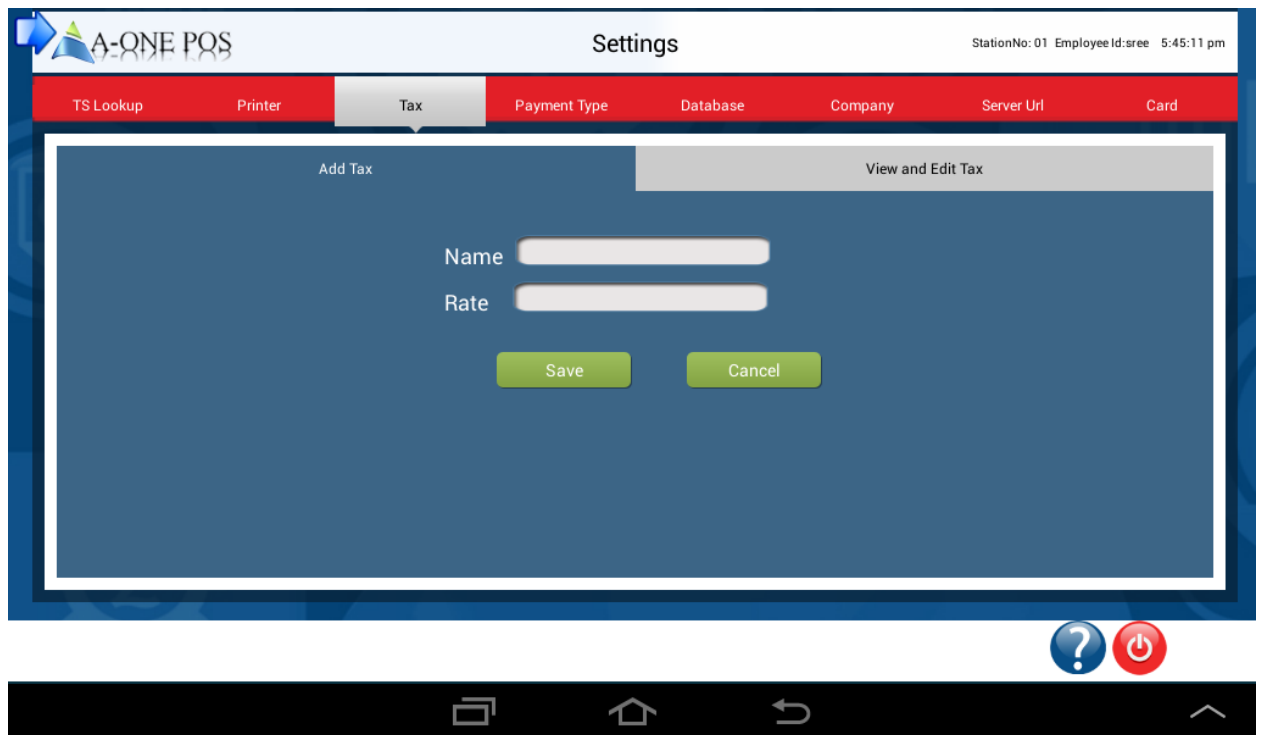 A-ONE POS
Settings
StationNo: 01 Employee Id:sree 5:45:11 pm
TS Lookup Printer Tax Payment Type Database Company Server Url Card
Add Tax View and Edit Tax
Name
Rate
Save Cancel
?